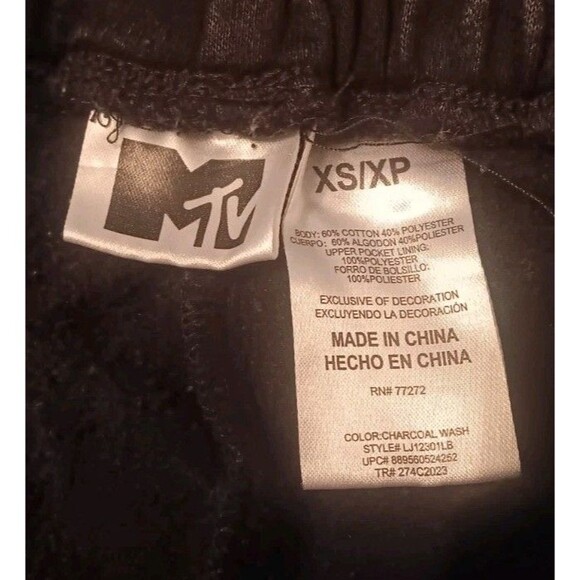 MTV
XS/XP
BODY: 60% COTTON 40% POLYESTER
CUERPO: 60% ALGODON 40%POLIESTER
UPPER POCKET LINING:
100%POLYESTER
FORRO DE BOLSILLO:
100%POLIESTER
EXCLUSIVE OF DECORATION
EXCLUYENDO LA DECORACIÓN
MADE IN CHINA
HECHO EN CHINA
RN# 77272
COLOR:CHARCOAL WASH
STYLE# LJ12301LB
UPC# 889560524252
TR# 274C2023